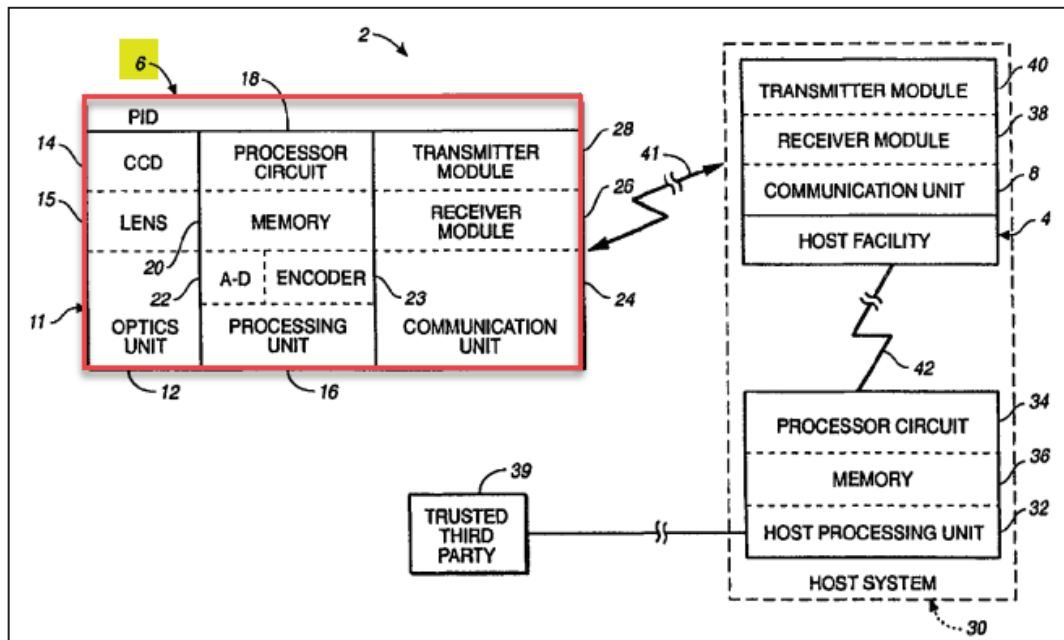 2
6
18
PID
14
CCD
PROCESSOR
CIRCUIT
TRANSMITTER
MODULE
28
15
LENS
20
MEMORY
RECEIVER
MODULE
26
22
A-D
ENCODER
23
24
11
OPTICS
UNIT
PROCESSING
UNIT
COMMUNICATION
UNIT
12
16
41
40
TRANSMITTER MODULE
38
RECEIVER MODULE
8
COMMUNICATION UNIT
4
HOST FACILITY
42
34
PROCESSOR CIRCUIT
36
MEMORY
32
HOST PROCESSING UNIT
HOST SYSTEM
30
39
TRUSTED
THIRD
PARTY